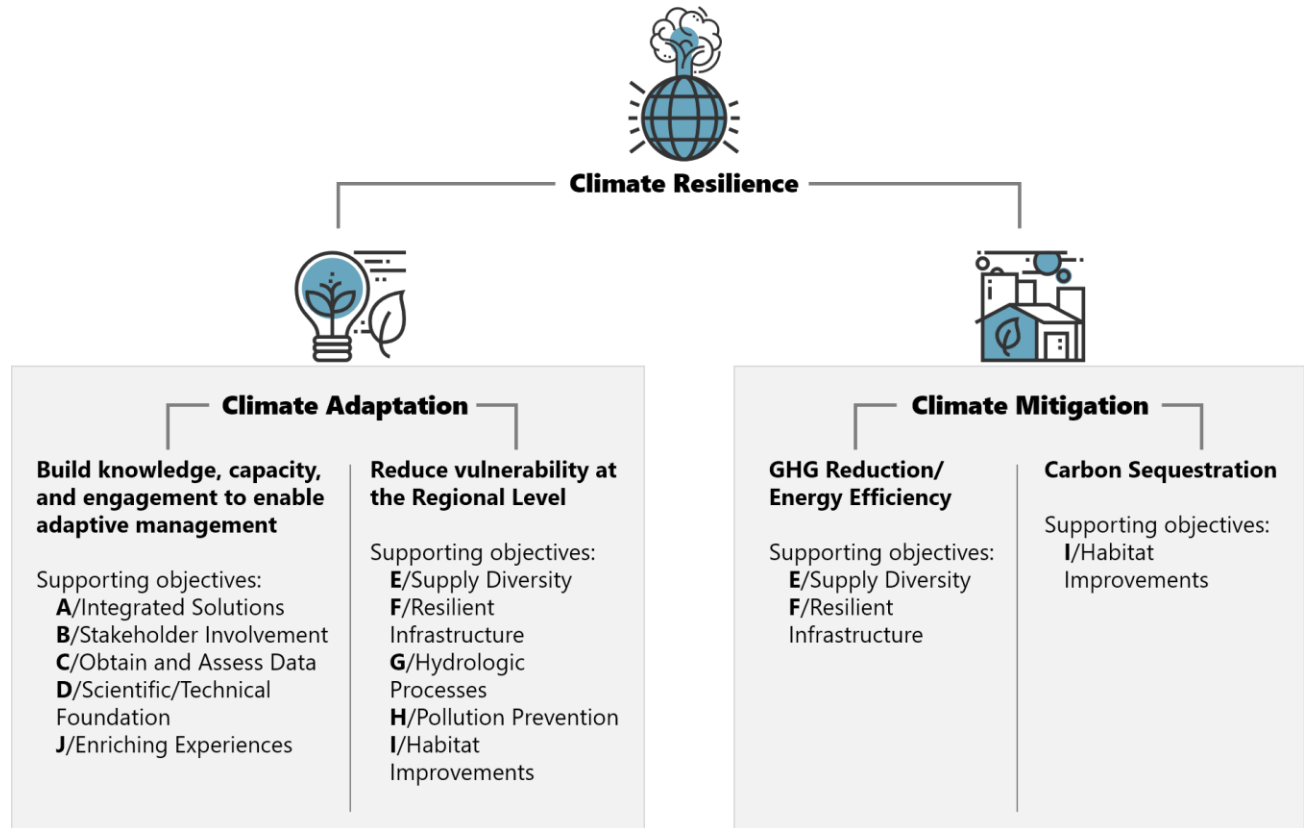 Climate Resilience
Climate Adaptation
Build knowledge, capacity,
and engagement to enable
adaptive management
Supporting objectives:
A/Integrated Solutions
B/Stakeholder Involvement
C/Obtain and Assess Data
D/Scientific/Technical
Foundation
J/Enriching Experiences
Reduce vulnerability at
the Regional Level
Supporting objectives:
E/Supply Diversity
F/Resilient
Infrastructure
G/Hydrologic
Processes
H/Pollution Prevention
I/Habitat
Improvements
Climate Mitigation
GHG Reduction/
Energy Efficiency
Supporting objectives:
E/Supply Diversity
F/Resilient
Infrastructure
Carbon Sequestration
Supporting objectives:
I/Habitat
Improvements